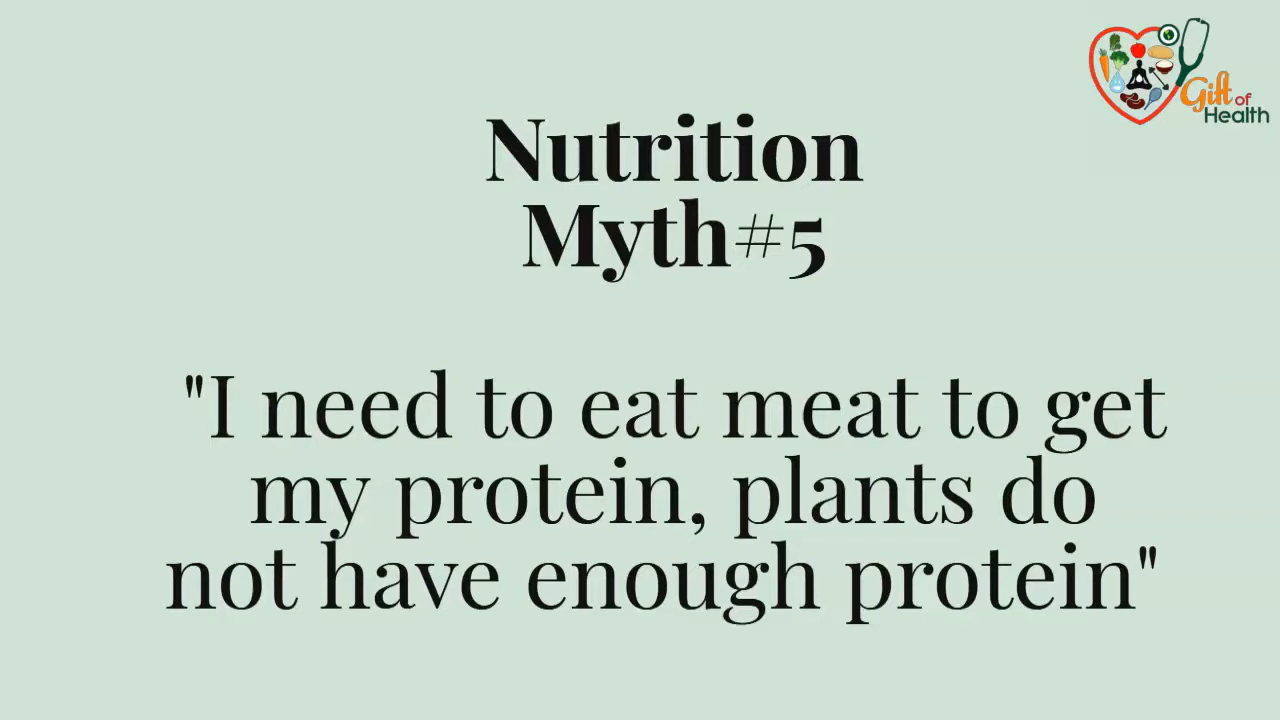 Gift of
Health
Nutrition
Myth#5
"I need to eat meat to get
my protein, plants do
not have enough protein"